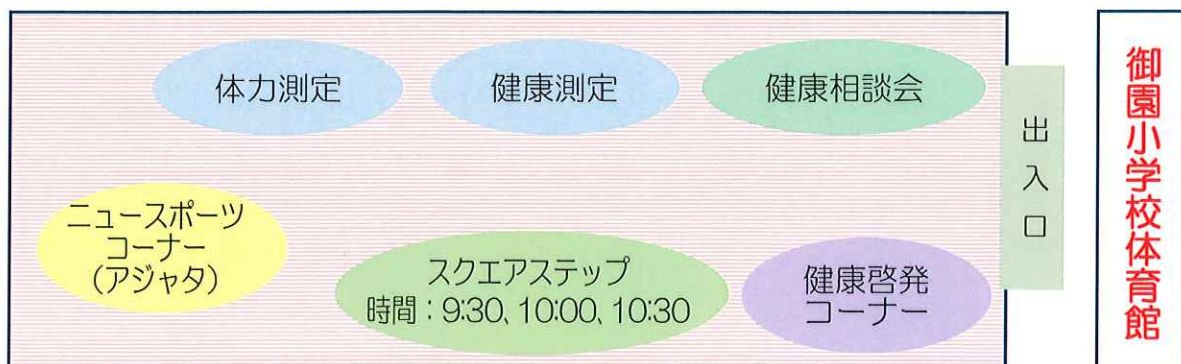 体力測定
健康測定
健康相談会
出入口
御園小学校体育館
ニュースポーツ
コーナー
(アジャタ)
スクエアステップ
時間：9:30、10:00、10:30
健康啓発
コーナー